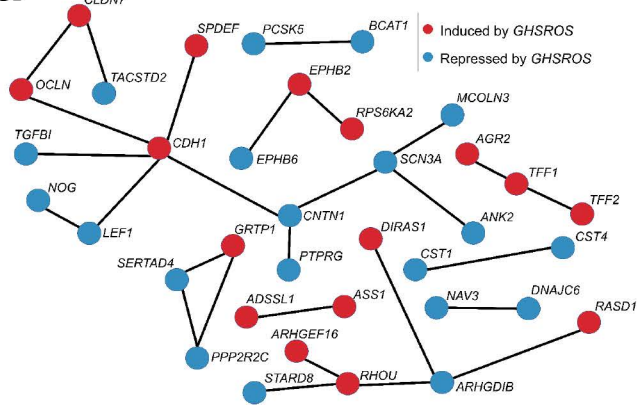 SPDEF
PCSK5
BCAT1
Induced by GHSROS
Repressed by GHSROS
OCLN
TACSTD2
EPHB2
RPS6KA2
MCOLN3
TGFBI
CDH1
EPHB6
SCN3A
AGR2
TFF1
TFF2
NOG
LEF1
CNTN1
ANK2
GRTP1
DIRAS1
CST4
SERTAD4
PTPRG
CST1
ADSSL1
ASS1
NAV3
DNAJC6
RASD1
PPP2R2C
ARHGEF16
STARD8
RHOU
ARHGDIB